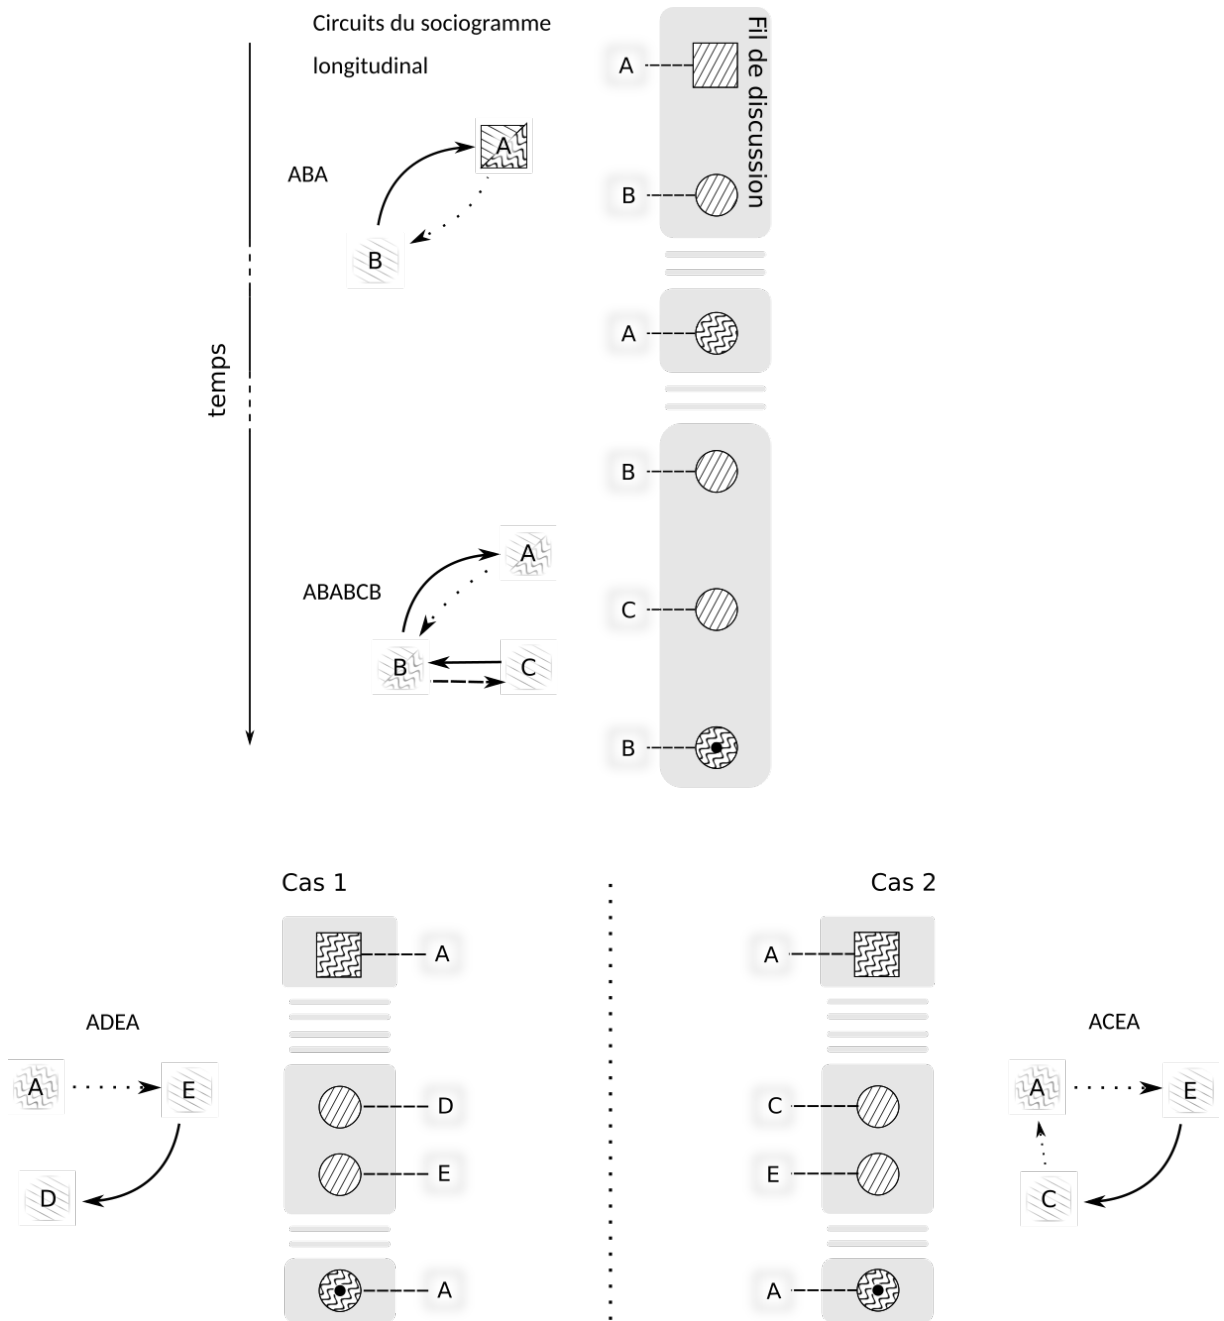 Circuits du sociogramme
longitudinal
Fil de discussion
A
A
ABA
B
B
A
temps
B
A
ABABCB
C
B
C
B
Cas 1
Cas 2
A
A
ADEA
ACEA
A
E
D
C
A
E
D
E
E
C
A
A